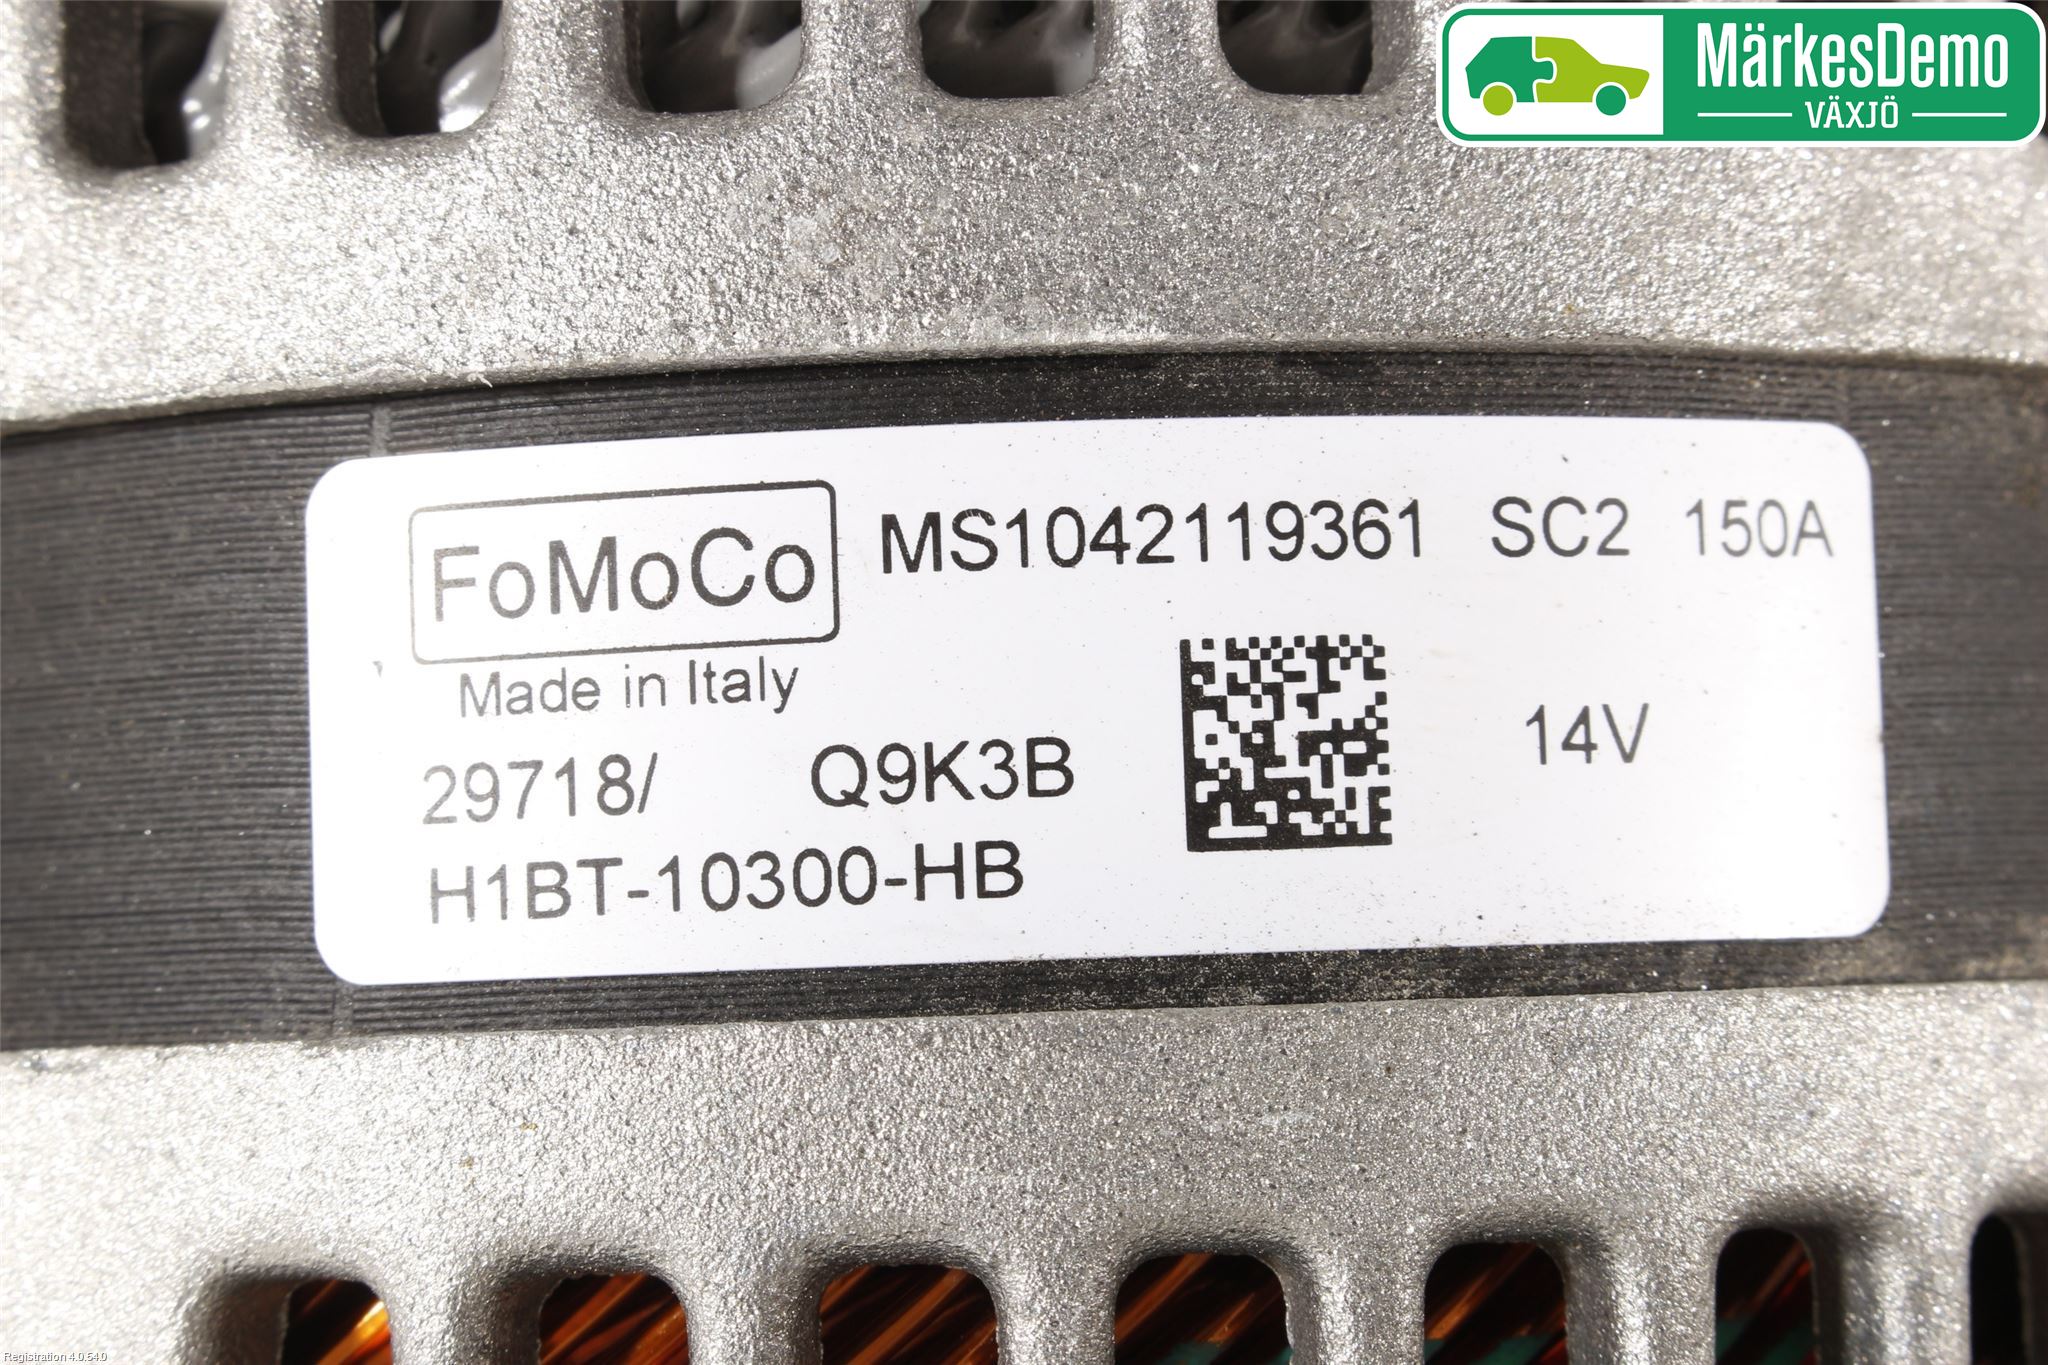 MärkesDemo
VÄXJÖ
FoMoCo MS1042119361 SC2 150A
Made in Italy
29718/ Q9K3B 14V
H1BT-10300-HB
Registration 4.0.54.0